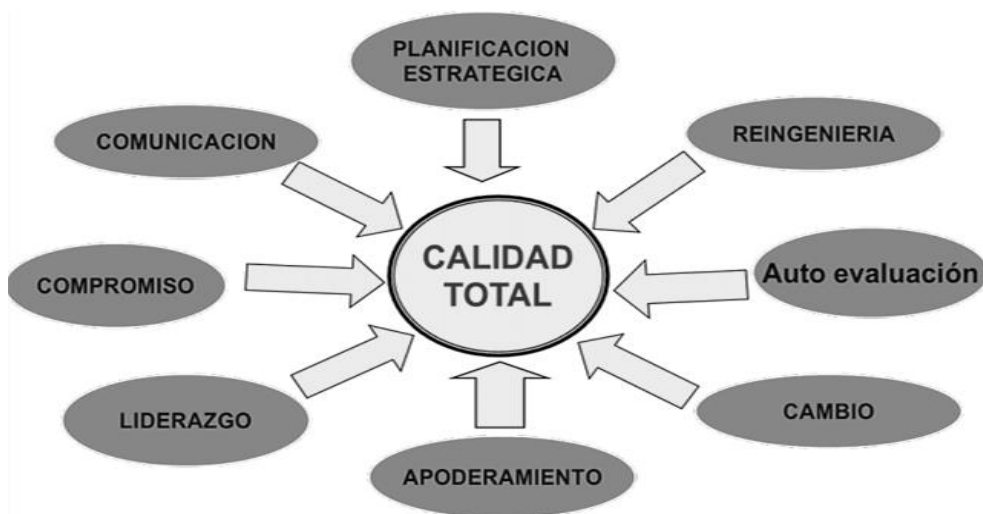 PLANIFICACION
ESTRATEGICA
COMUNICACION
REINGENIERIA
CALIDAD
TOTAL
COMPROMISO
Auto evaluación
LIDERAZGO
CAMBIO
APODERAMIENTO